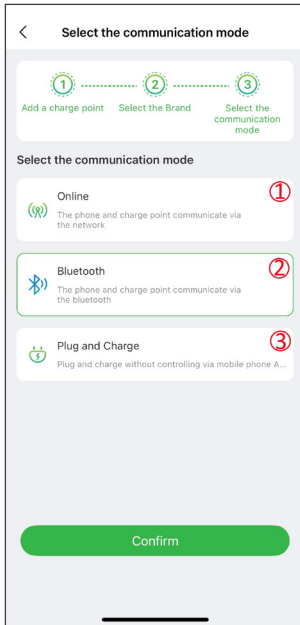 Select the communication mode
1 2 3
Add a charge point Select the Brand Select the
communication
mode
Select the communication mode
Online ①
The phone and charge point communicate via
the network
Bluetooth ②
The phone and charge point communicate via
the bluetooth
Plug and Charge ③
Plug and charge without controlling via mobile phone A...
Confirm